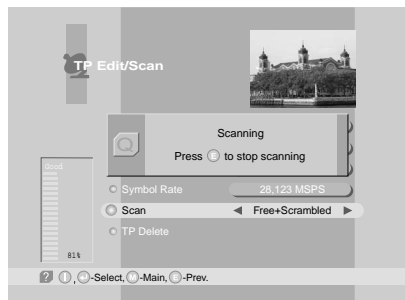 TP Edit/Scan
Scanning
Press E to stop scanning
Good
Symbol Rate 28,123 MSPS
Scan Free+Scrambled
TP Delete
81%
-Select, M-Main, E-Prev.